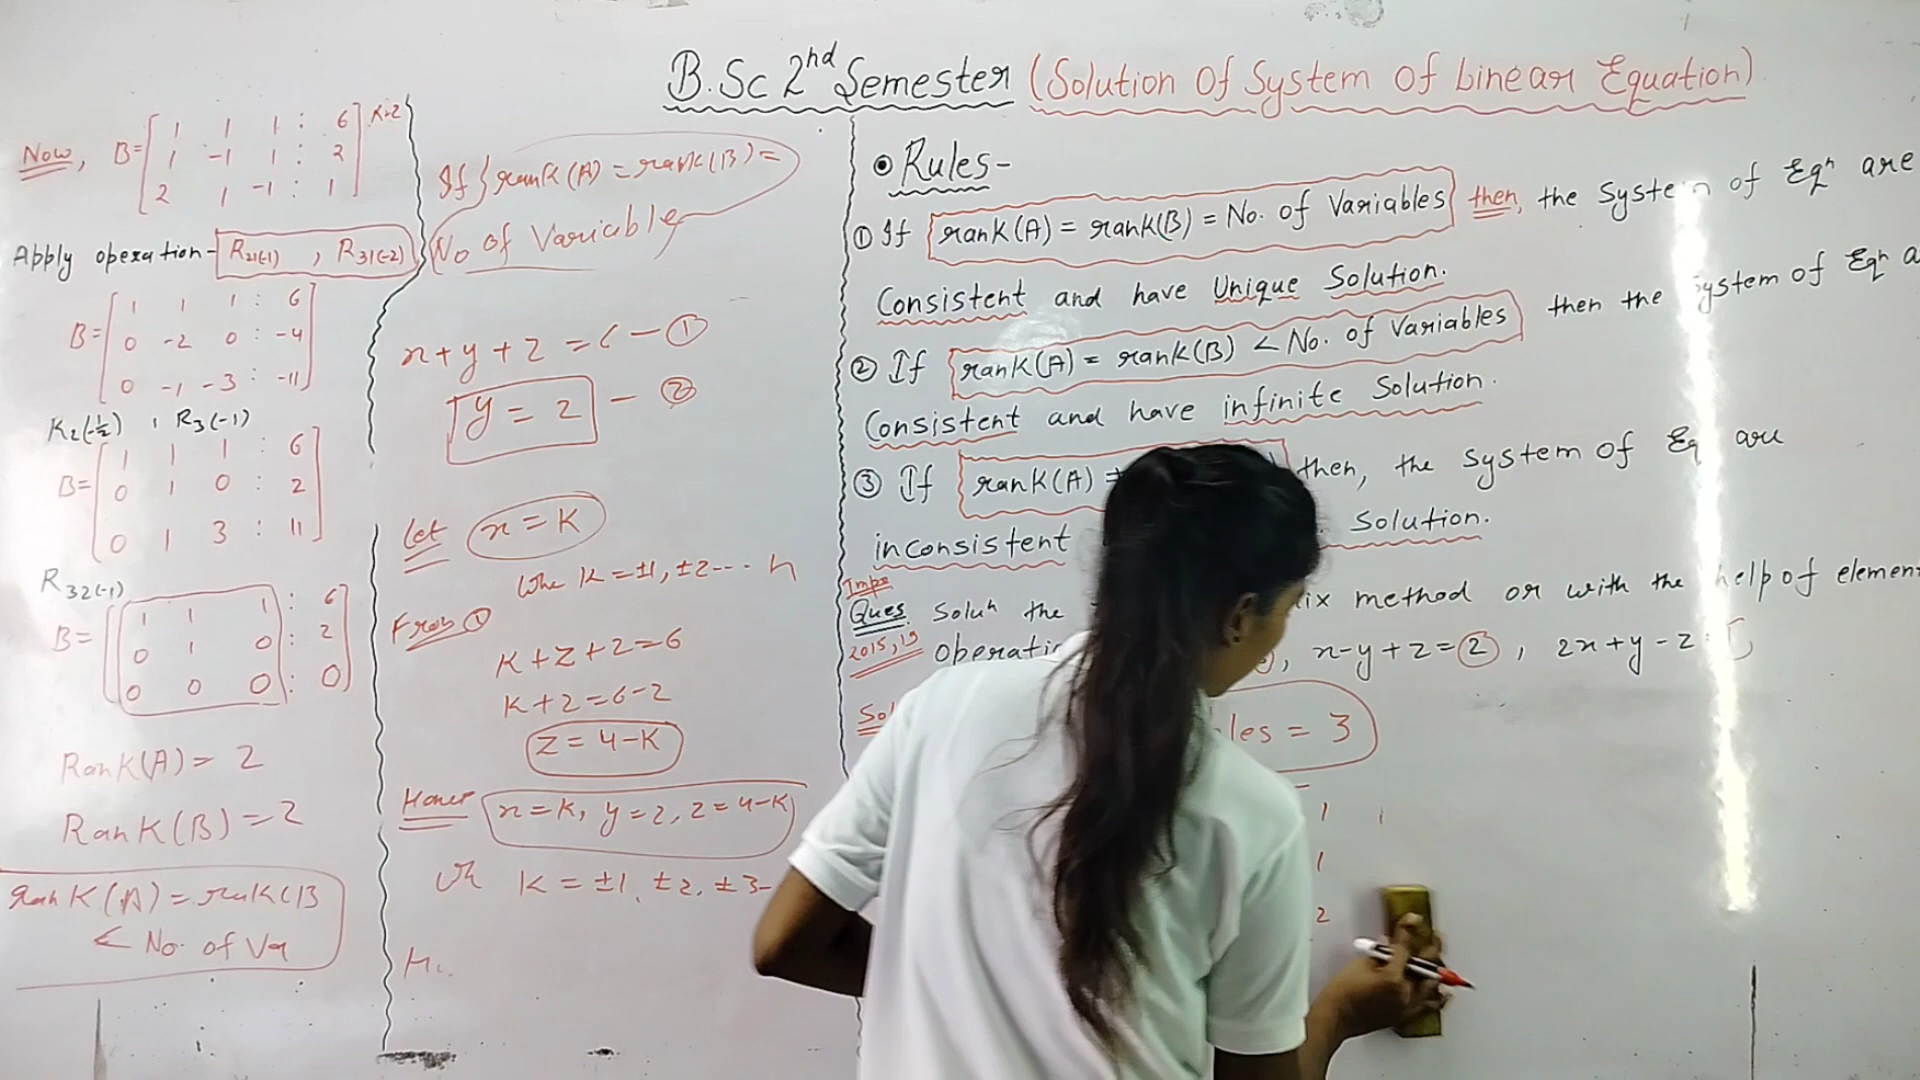 B.Sc 2nd Semester (Solution Of System Of Linear Equation)
Now, B=[1 1 1 : 6
1 -1 1 : 2
2 1 -1 : 1]
Apply operation- R21(-1) , R31(-2)
B=[1 1 1 : 6
0 -2 0 : -4
0 -1 -3 : -11]
R2(-1/2) , R3(-1)
B=[1 1 1 : 6
0 1 0 : 2
0 1 3 : 11]
R32(-1)
B=[1 1 1 : 6
0 1 0 : 2
0 0 0 : 0]
Rank(A) = 2
Rank(B) = 2
rank(A) = rank(B
< No. of Va
If rank(A) = rank(B) =
No of Variable
x+y+z = 6 - ①
y = 2 - ②
Let x = K
Whe K = ±1, ±2 ... n
From ①
K+z+2=6
K+z=6-2
z = 4-K
Hence x=K, y=2, z=4-K
K = ±1, ±2, ±3-
• Rules-
① If rank(A) = rank(B) = No. of Variables then, the System of Eqn are
Consistent and have Unique Solution.
② If rank(A) = rank(B) < No. of Variables then the System of Eqn a
Consistent and have infinite Solution.
③ If rank(A) ≠ then, the System of Eq are
inconsistent Solution.
Impo
Ques. Soluh the ix method or with the help of elemen
2015, 19
operatio , x-y+z=②, 2x+y-z
Sol
les = 3
1
1
2